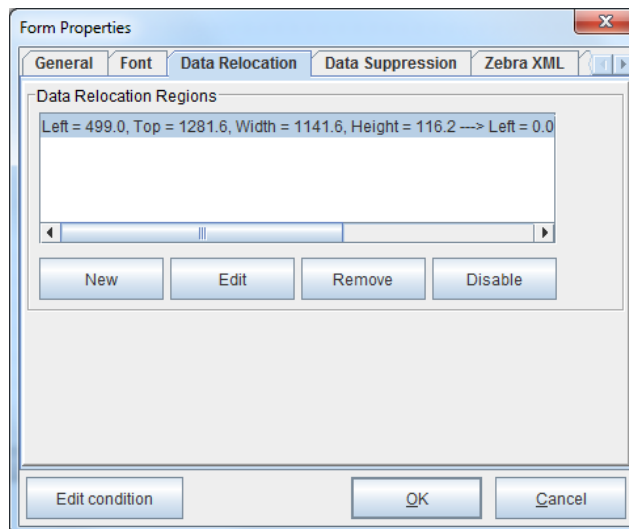 Form Properties
General Font Data Relocation Data Suppression Zebra XML
Data Relocation Regions
Left = 499.0, Top = 1281.6, Width = 1141.6, Height = 116.2 ---> Left = 0.0
New Edit Remove Disable
Edit condition OK Cancel